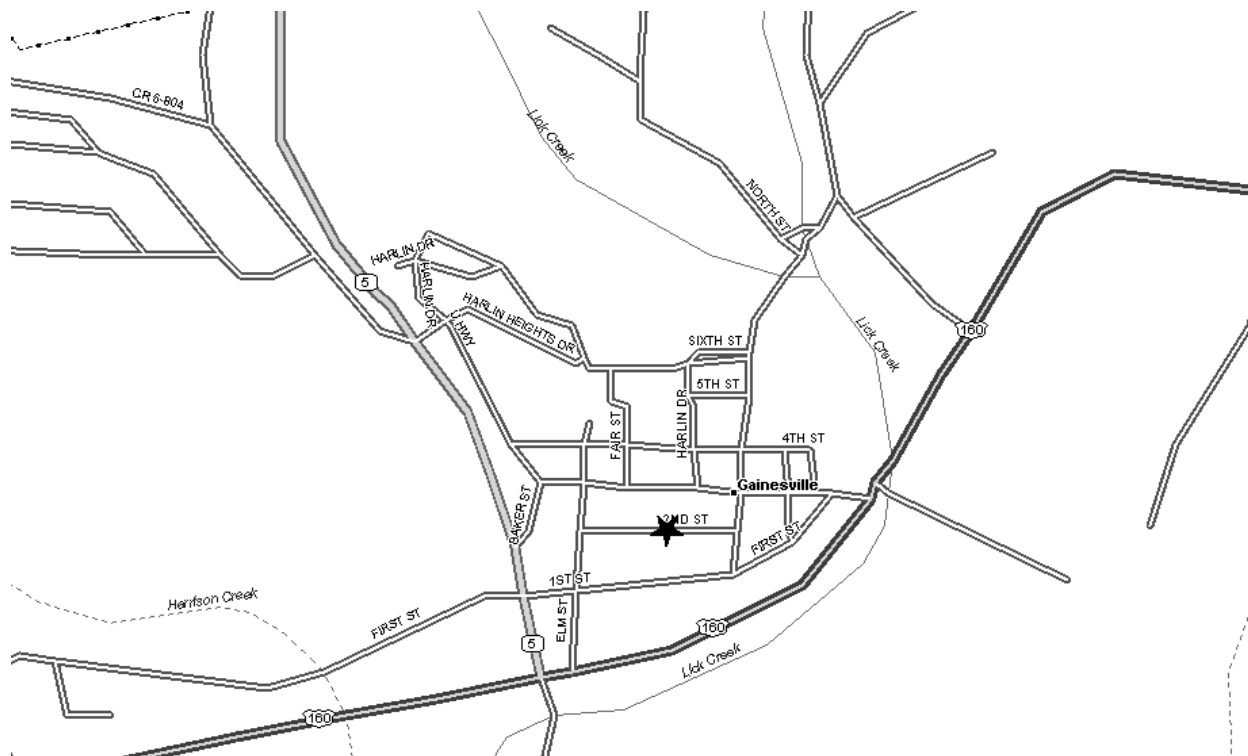 CR 6-804
Lick Creek
NORTH ST
HARLIN DR
5
HARLIN DR
HARLIN HEIGHTS DR
U HWY
160
Lick Creek
SIXTH ST
5TH ST
HARLIN DR
FAIR ST
4TH ST
Gainesville
BAKER ST
2ND ST
FIRST ST
1ST ST
Harrison Creek
FIRST ST
ELM ST
5
160
Lick Creek
160